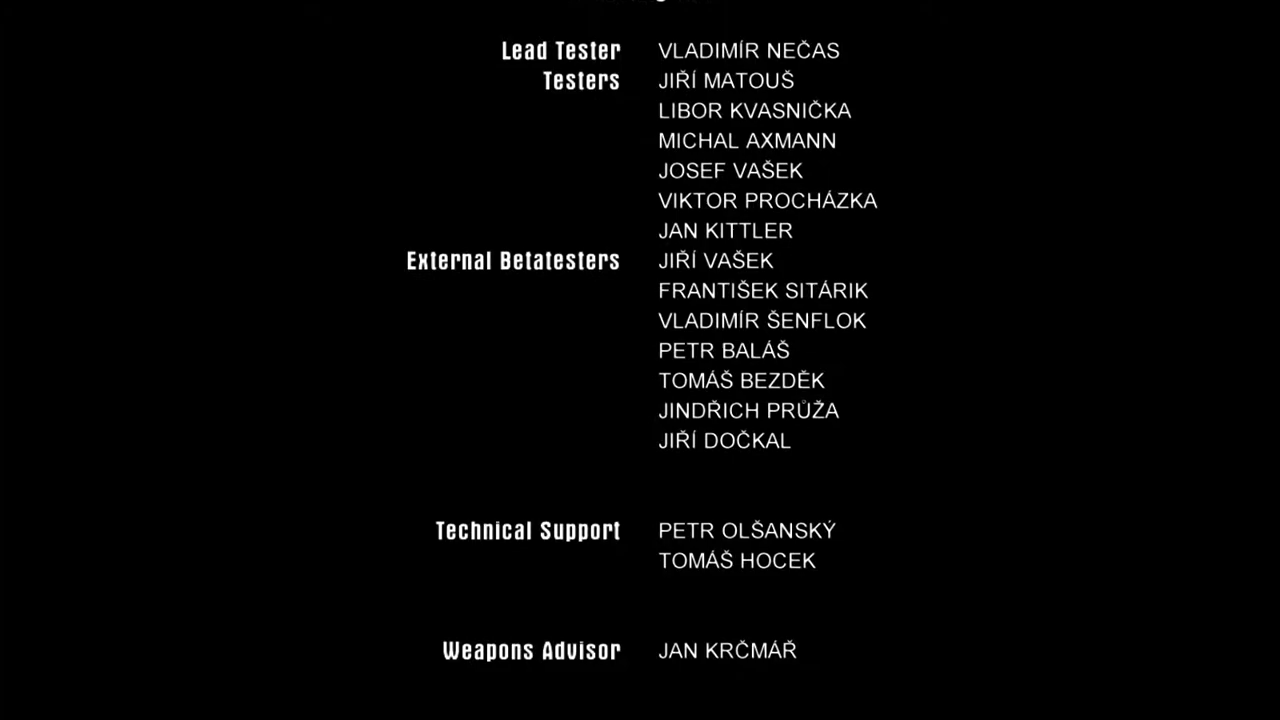 Lead Tester VLADIMÍR NEČAS
Testers JIŘÍ MATOUŠ
LIBOR KVASNIČKA
MICHAL AXMANN
JOSEF VAŠEK
VIKTOR PROCHÁZKA
JAN KITTLER
External Betatesters JIŘÍ VAŠEK
FRANTIŠEK SITÁRIK
VLADIMÍR ŠENFLOK
PETR BALÁŠ
TOMÁŠ BEZDĚK
JINDŘICH PRŮŽA
JIŘÍ DOČKAL
Technical Support PETR OLŠANSKÝ
TOMÁŠ HOCEK
Weapons Advisor JAN KRČMÁŘ